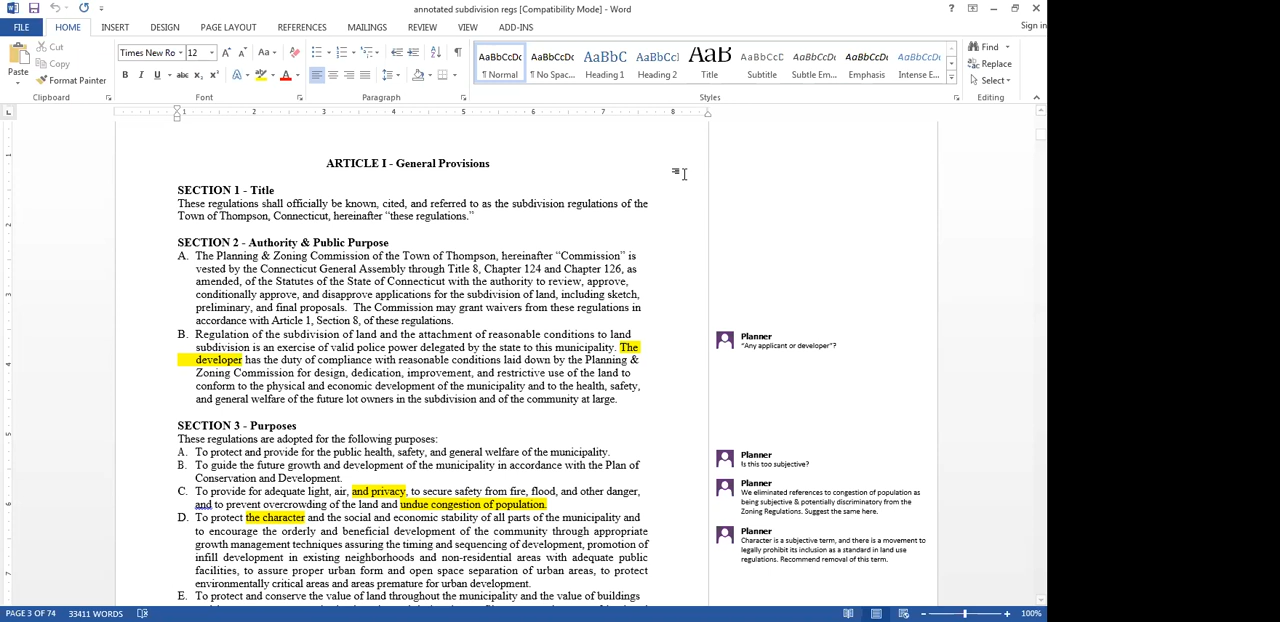 annotated subdivision regs [Compatibility Mode] - Word
Sign in
FILE HOME INSERT DESIGN PAGE LAYOUT REFERENCES MAILINGS REVIEW VIEW ADD-INS
Paste
Cut
Copy
Format Painter
Clipboard
Times New Ro 12
Font
Paragraph
AaBbCcDc AaBbCcDc AaBbC AaBbCc AaB AaBbCcC AaBbCcDc AaBbCcDc AaBbCcDc
¶ Normal ¶ No Spac... Heading 1 Heading 2 Title Subtitle Subtle Em... Emphasis Intense E...
Styles
Find
Replace
Select
Editing
1 2 3 4 5 6 7 8
ARTICLE I - General Provisions
SECTION 1 - Title
These regulations shall officially be known, cited, and referred to as the subdivision regulations of the
Town of Thompson, Connecticut, hereinafter “these regulations.”
SECTION 2 - Authority & Public Purpose
A. The Planning & Zoning Commission of the Town of Thompson, hereinafter “Commission” is
vested by the Connecticut General Assembly through Title 8, Chapter 124 and Chapter 126, as
amended, of the Statutes of the State of Connecticut with the authority to review, approve,
conditionally approve, and disapprove applications for the subdivision of land, including sketch,
preliminary, and final proposals. The Commission may grant waivers from these regulations in
accordance with Article 1, Section 8, of these regulations.
B. Regulation of the subdivision of land and the attachment of reasonable conditions to land
subdivision is an exercise of valid police power delegated by the state to this municipality. The
developer has the duty of compliance with reasonable conditions laid down by the Planning &
Zoning Commission for design, dedication, improvement, and restrictive use of the land to
conform to the physical and economic development of the municipality and to the health, safety,
and general welfare of the future lot owners in the subdivision and of the community at large.
SECTION 3 - Purposes
These regulations are adopted for the following purposes:
A. To protect and provide for the public health, safety, and general welfare of the municipality.
B. To guide the future growth and development of the municipality in accordance with the Plan of
Conservation and Development.
C. To provide for adequate light, air, and privacy, to secure safety from fire, flood, and other danger,
and to prevent overcrowding of the land and undue congestion of population.
D. To protect the character and the social and economic stability of all parts of the municipality and
to encourage the orderly and beneficial development of the community through appropriate
growth management techniques assuring the timing and sequencing of development, promotion of
infill development in existing neighborhoods and non-residential areas with adequate public
facilities, to assure proper urban form and open space separation of urban areas, to protect
environmentally critical areas and areas premature for urban development.
E. To protect and conserve the value of land throughout the municipality and the value of buildings
Planner
“Any applicant or developer”?
Planner
Is this too subjective?
Planner
We eliminated references to congestion of population as
being subjective & potentially discriminatory from the
Zoning Regulations. Suggest the same here.
Planner
Character is a subjective term, and there is a movement to
legally prohibit its inclusion as a standard in land use
regulations. Recommend removal of this term.
PAGE 3 OF 74 33411 WORDS
100%